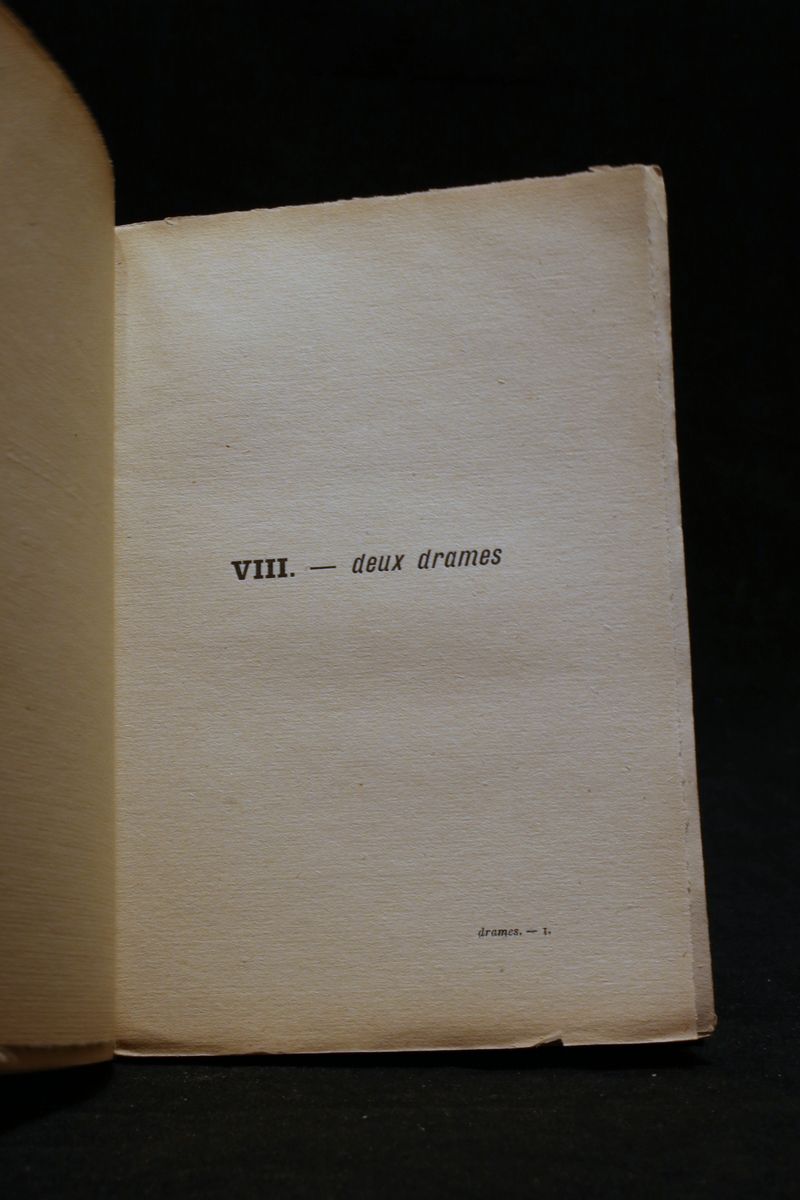 VIII. — deux drames
drames. — 1.